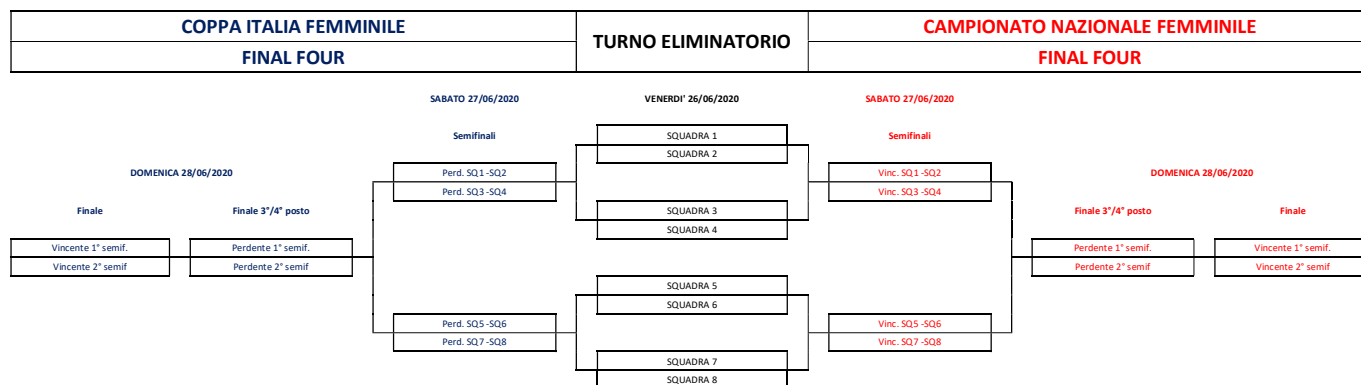 COPPA ITALIA FEMMINILE
TURNO ELIMINATORIO
CAMPIONATO NAZIONALE FEMMINILE
FINAL FOUR
FINAL FOUR
SABATO 27/06/2020
VENERDI' 26/06/2020
SABATO 27/06/2020
Semifinali
SQUADRA 1
Semifinali
SQUADRA 2
DOMENICA 28/06/2020
Perd. SQ1 -SQ2
Vinc. SQ1 -SQ2
DOMENICA 28/06/2020
Perd. SQ3 -SQ4
Vinc. SQ3 -SQ4
Finale
Finale 3°/4° posto
SQUADRA 3
Finale 3°/4° posto
Finale
SQUADRA 4
Vincente 1° semif.
Perdente 1° semif.
Perdente 1° semif.
Vincente 1° semif.
Vincente 2° semif
Perdente 2° semif
Perdente 2° semif
Vincente 2° semif
SQUADRA 5
SQUADRA 6
Perd. SQ5 -SQ6
Vinc. SQ5 -SQ6
Perd. SQ7 -SQ8
Vinc. SQ7 -SQ8
SQUADRA 7
SQUADRA 8